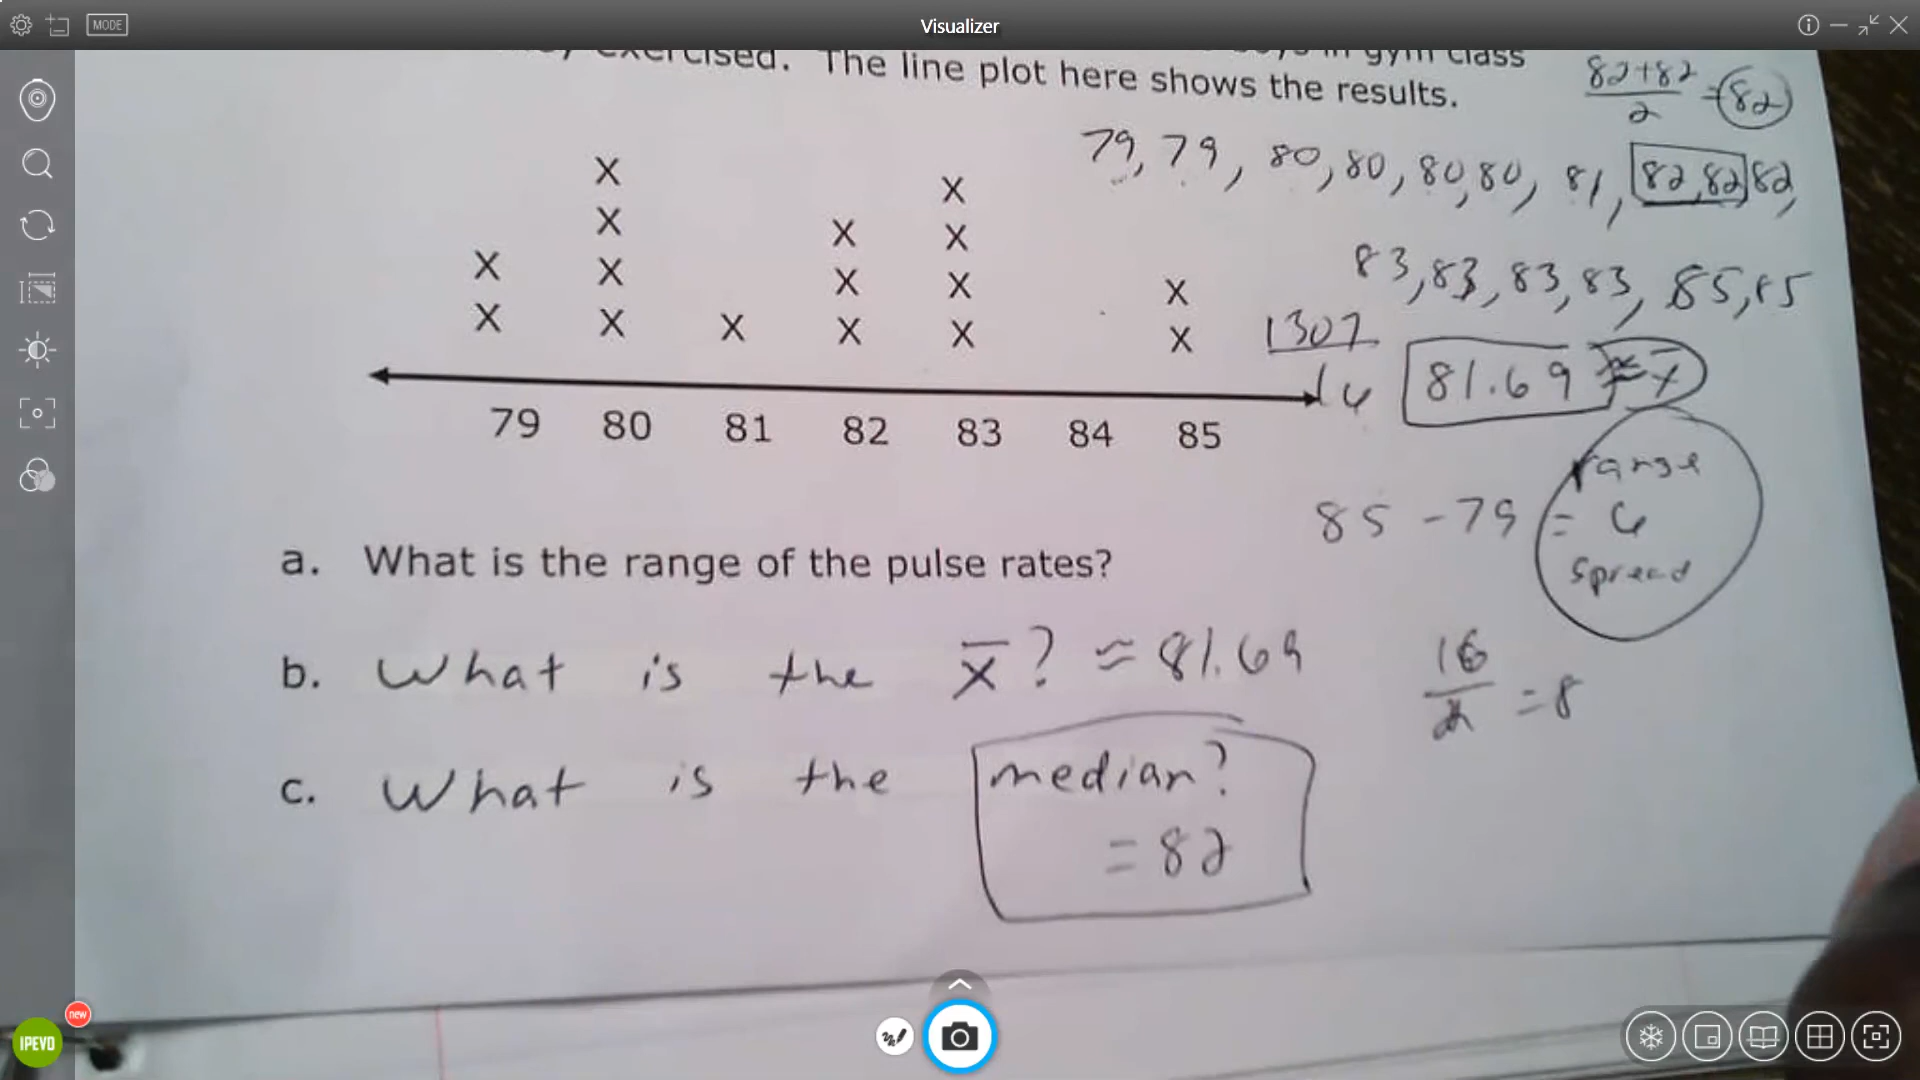 MODE
Visualizer
exercised. The line plot here shows the results.
gym class
82+82
2
=82
79, 79, 80, 80, 80, 80, 81, 82, 82 82,
83, 83, 83, 83, 85, 85
X X X X
X X X X
X X X X X X
X X X
1307
16
81.69 ≈ x̄
79 80 81 82 83 84 85
range
85 - 79 = 6
spread
a. What is the range of the pulse rates?
b. What is the x̄? ≈ 81.69
16
2
= 8
c. What is the median?
= 82
new
IPEVO